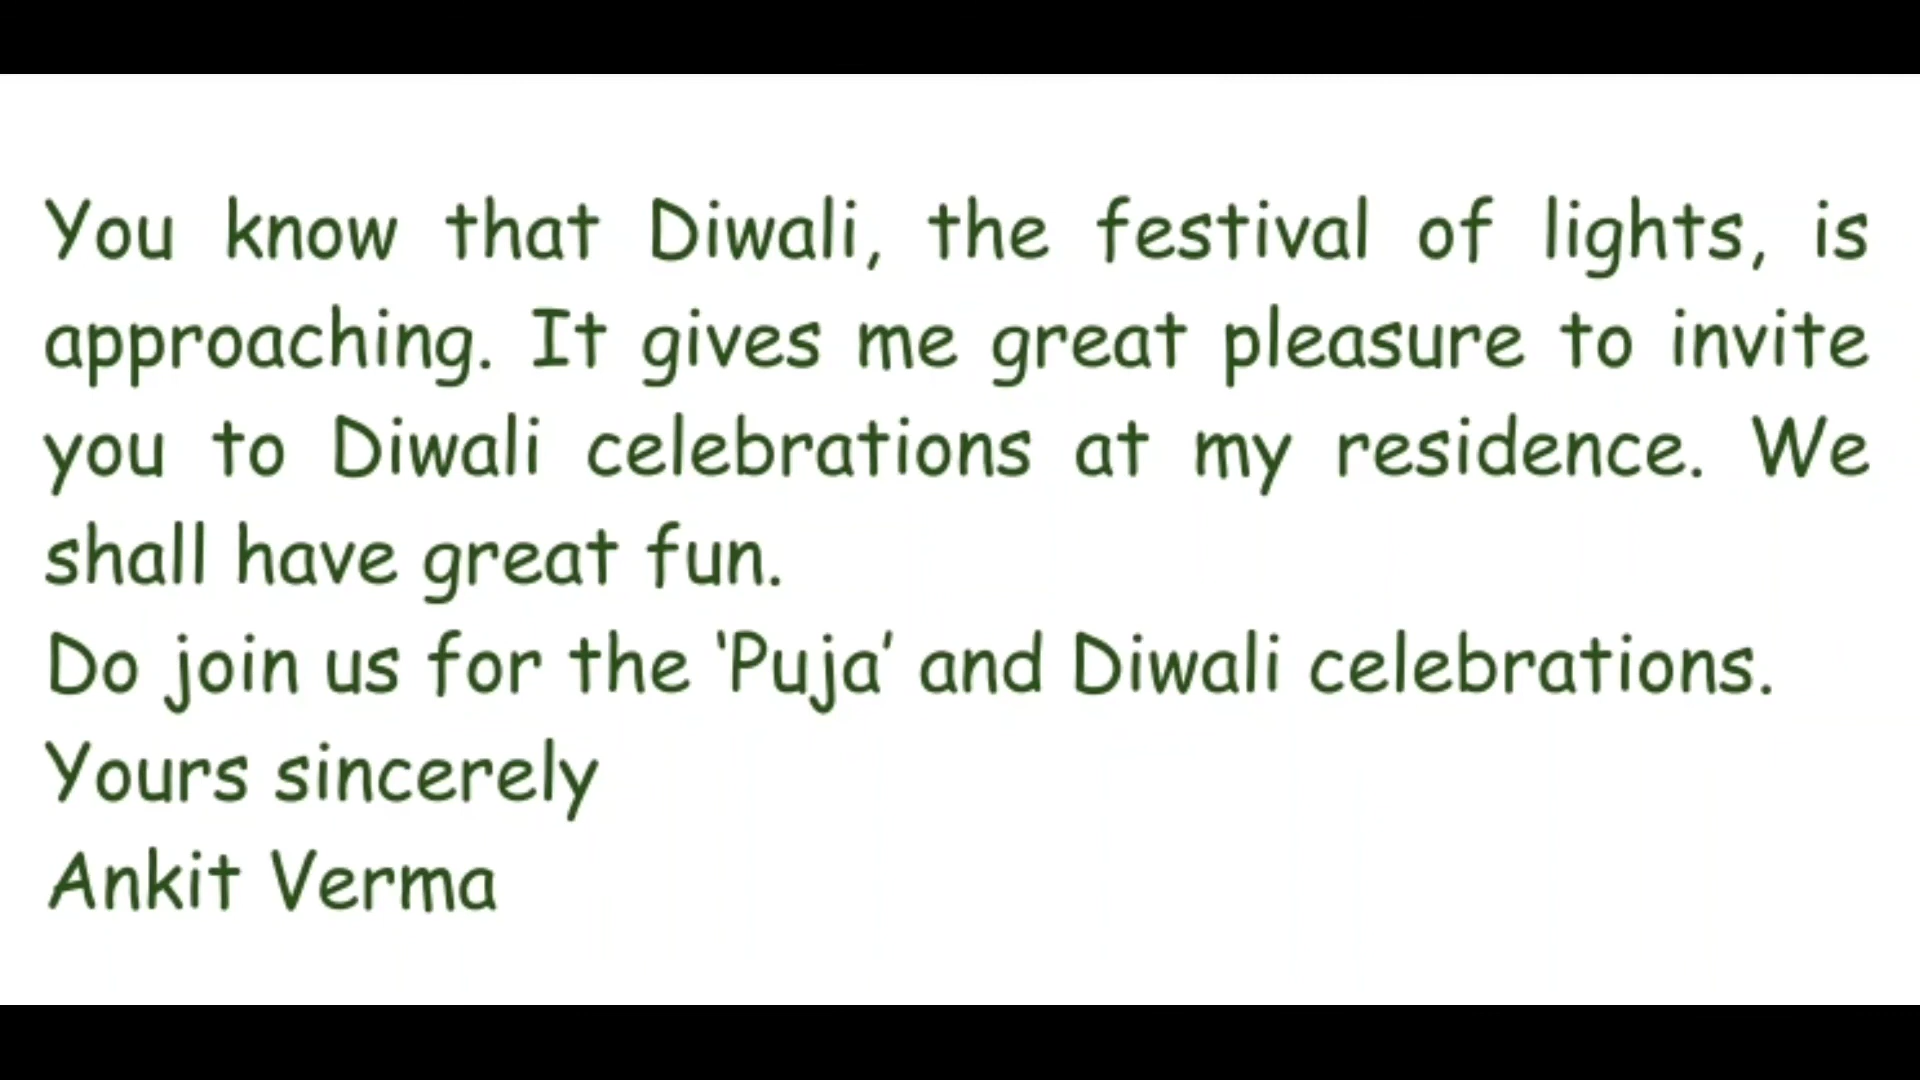 You know that Diwali, the festival of lights, is
approaching. It gives me great pleasure to invite
you to Diwali celebrations at my residence. We
shall have great fun.
Do join us for the ‘Puja’ and Diwali celebrations.
Yours sincerely
Ankit Verma